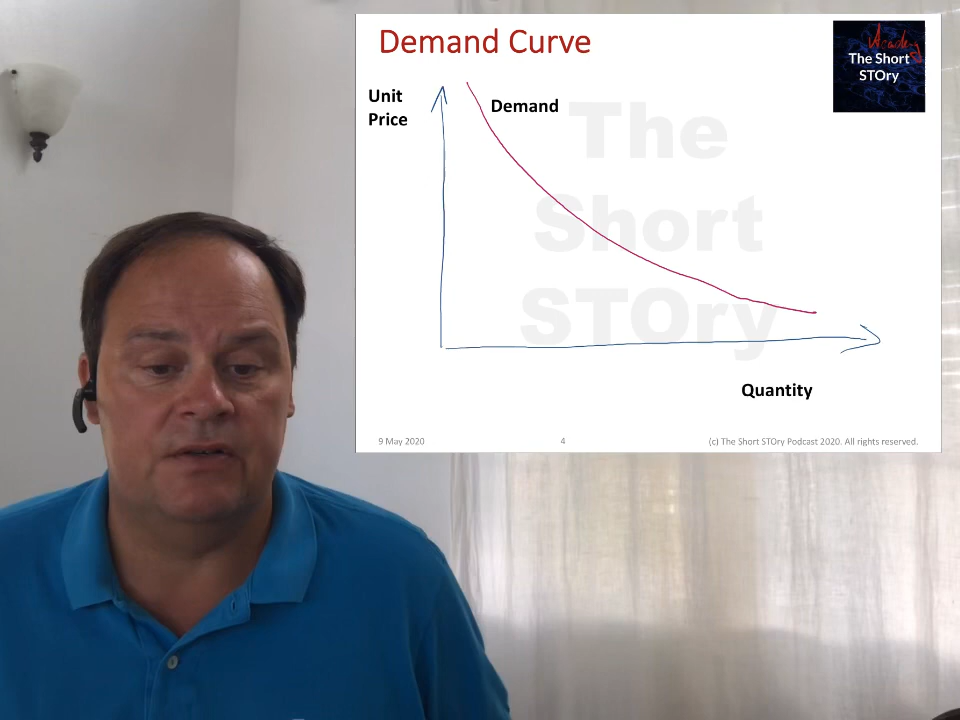 Demand Curve
Academy
The Short
STOry
Unit
Price
Demand
The
Short
STOry
Quantity
9 May 2020
4
(c) The Short STOry Podcast 2020. All rights reserved.